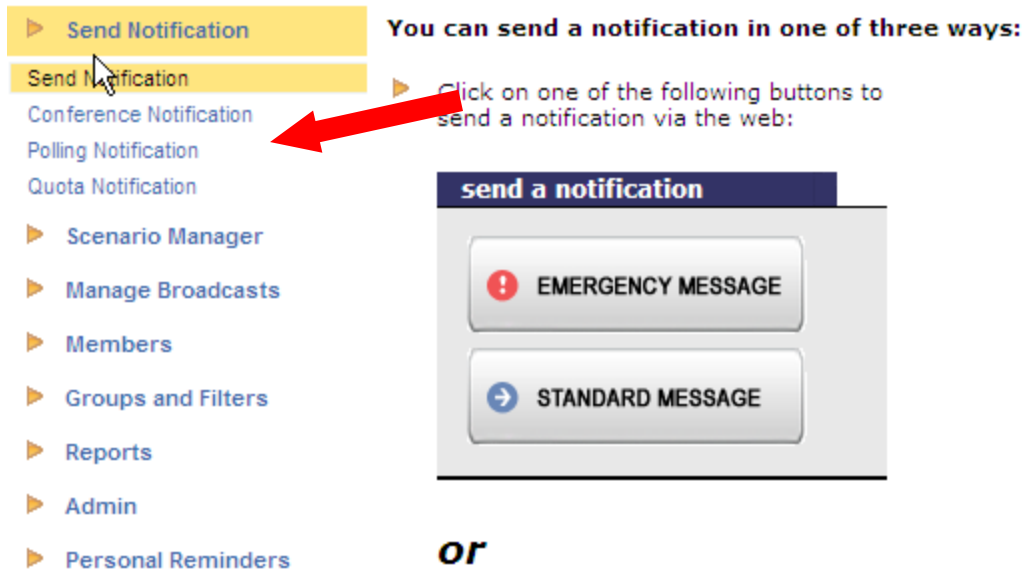 Send Notification
Send Notification
Conference Notification
Polling Notification
Quota Notification
Scenario Manager
Manage Broadcasts
Members
Groups and Filters
Reports
Admin
Personal Reminders
You can send a notification in one of three ways:
Click on one of the following buttons to
send a notification via the web:
send a notification
EMERGENCY MESSAGE
STANDARD MESSAGE
or